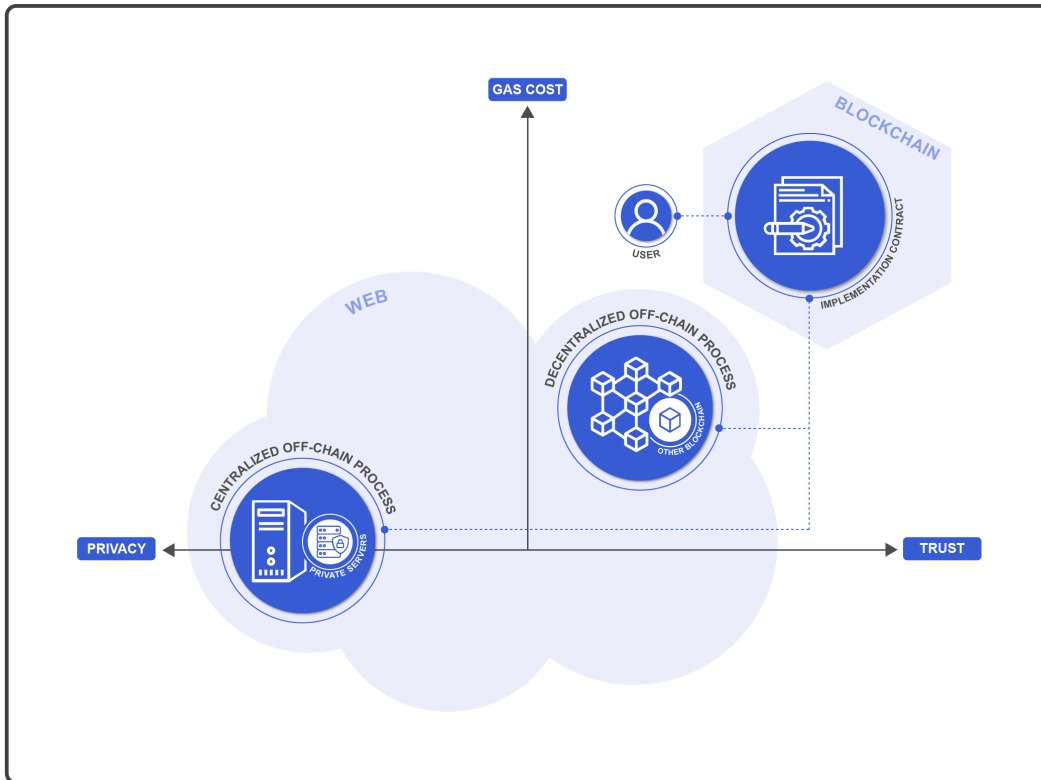 GAS COST
BLOCKCHAIN
IMPLEMENTATION CONTRACT
USER
WEB
DECENTRALIZED OFF-CHAIN PROCESS
OTHER BLOCKCHAIN
CENTRALIZED OFF-CHAIN PROCESS
PRIVATE SERVERS
PRIVACY
TRUST